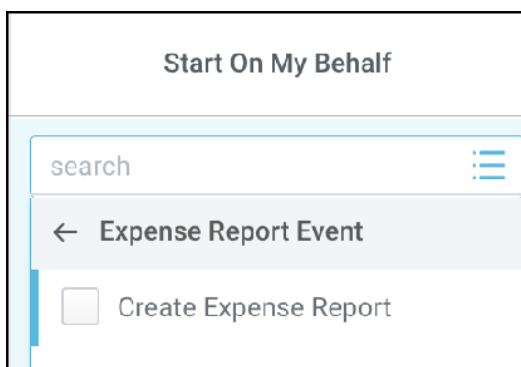 Start On My Behalf
search
Expense Report Event
Create Expense Report